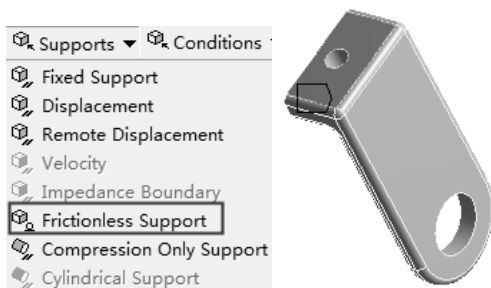 Supports Conditions
Fixed Support
Displacement
Remote Displacement
Velocity
Impedance Boundary
Frictionless Support
Compression Only Support
Cylindrical Support